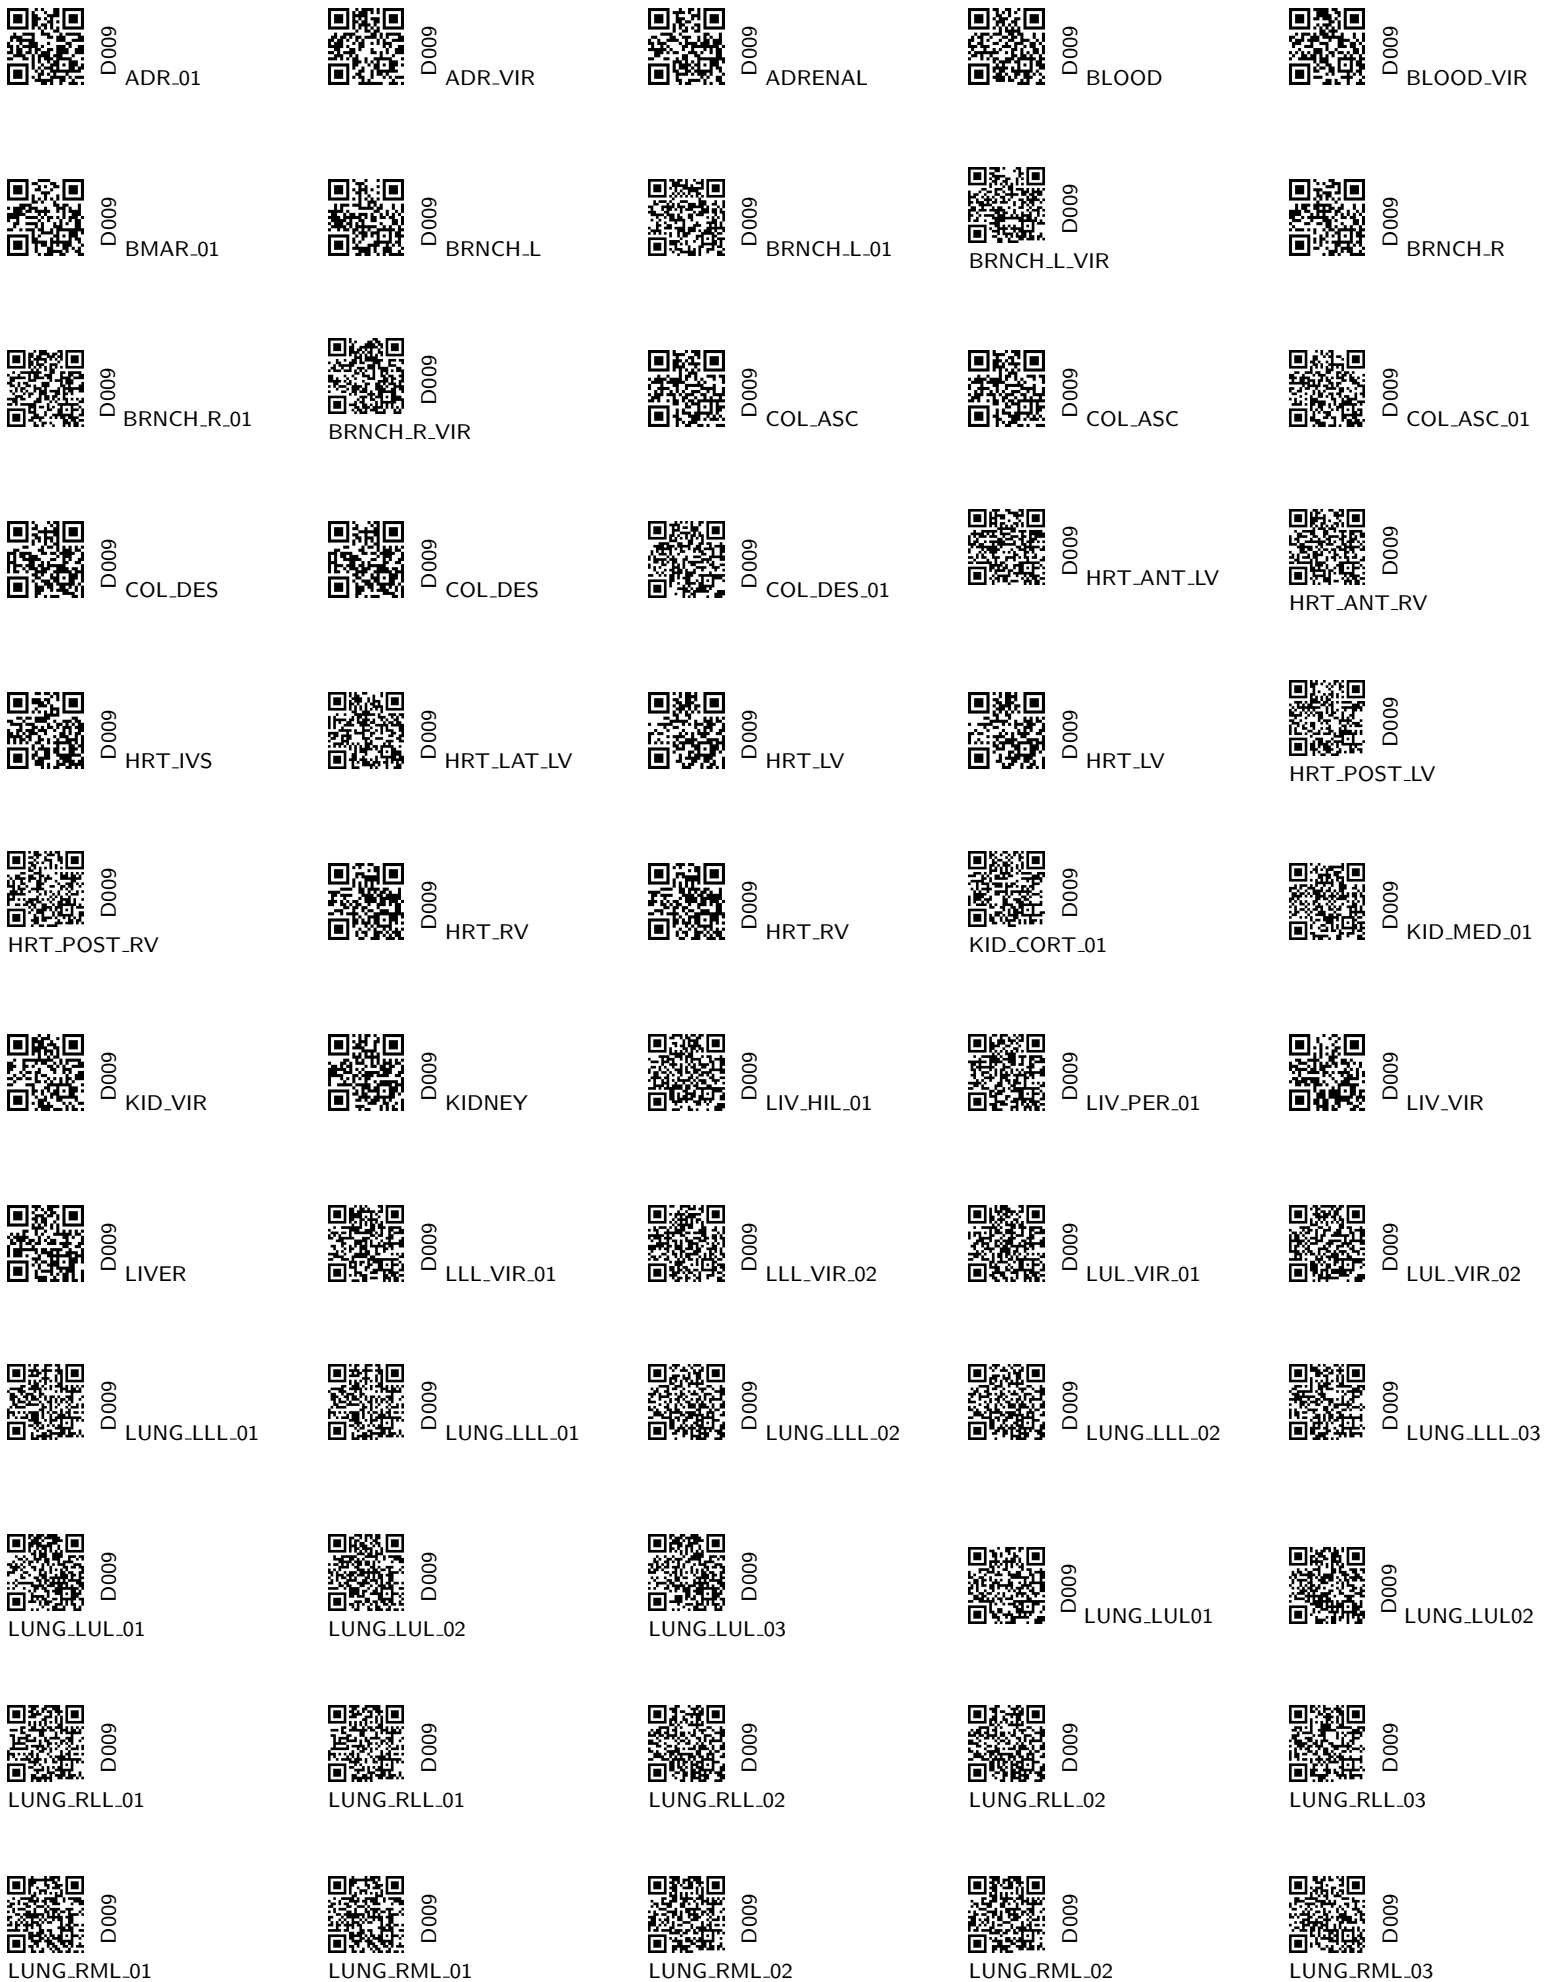 D009 ADR_01
D009 ADR_VIR
D009 ADRENAL
D009 BLOOD
D009 BLOOD_VIR
D009 BMAR_01
D009 BRNCH_L
D009 BRNCH_L_01
D009
BRNCH_L_VIR
D009 BRNCH_R
D009 BRNCH_R_01
D009
BRNCH_R_VIR
D009 COL_ASC
D009 COL_ASC
D009 COL_ASC_01
D009 COL_DES
D009 COL_DES
D009 COL_DES_01
D009 HRT_ANT_LV
D009
HRT_ANT_RV
D009 HRT_IVS
D009 HRT_LAT_LV
D009 HRT_LV
D009 HRT_LV
D009
HRT_POST_LV
D009
HRT_POST_RV
D009 HRT_RV
D009 HRT_RV
D009
KID_CORT_01
D009 KID_MED_01
D009 KID_VIR
D009 KIDNEY
D009 LIV_HIL_01
D009 LIV_PER_01
D009 LIV_VIR
D009 LIVER
D009 LLL_VIR_01
D009 LLL_VIR_02
D009 LUL_VIR_01
D009 LUL_VIR_02
D009 LUNG_LLL_01
D009 LUNG_LLL_01
D009 LUNG_LLL_02
D009 LUNG_LLL_02
D009 LUNG_LLL_03
D009
LUNG_LUL_01
D009
LUNG_LUL_02
D009
LUNG_LUL_03
D009 LUNG_LUL01
D009 LUNG_LUL02
D009
LUNG_RLL_01
D009
LUNG_RLL_01
D009
LUNG_RLL_02
D009
LUNG_RLL_02
D009
LUNG_RLL_03
D009
LUNG_RML_01
D009
LUNG_RML_01
D009
LUNG_RML_02
D009
LUNG_RML_02
D009
LUNG_RML_03